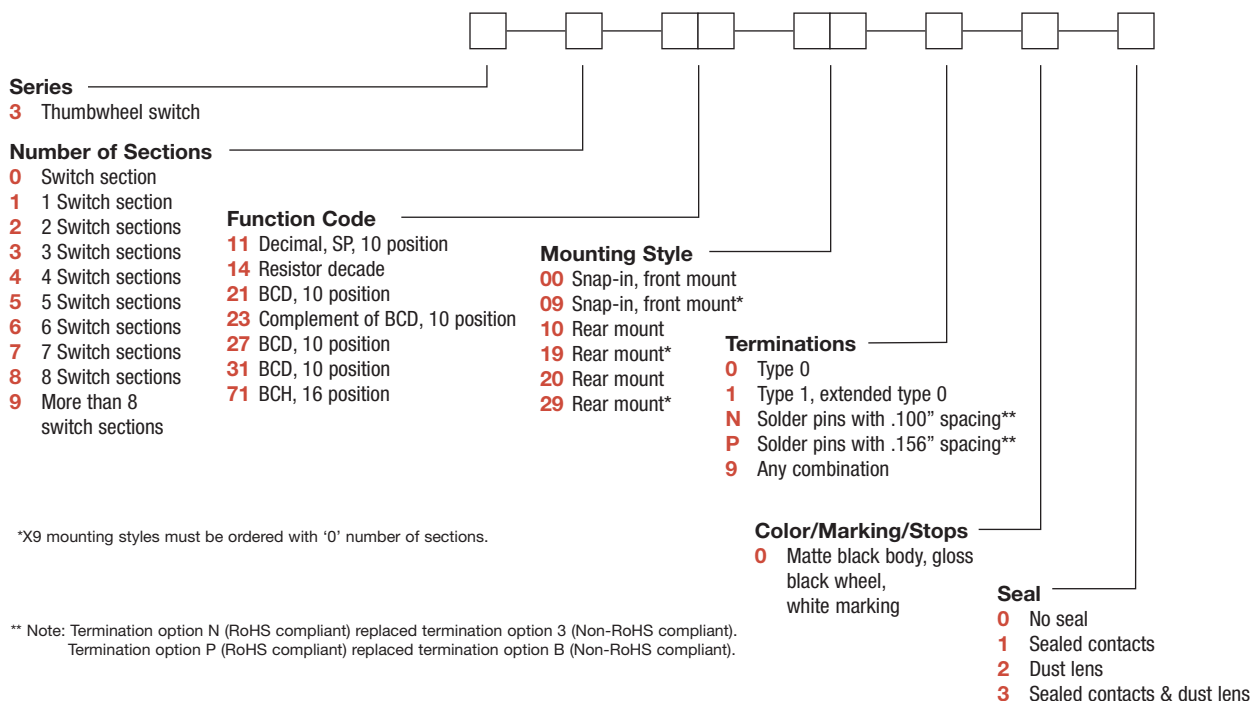 Series
3 Thumbwheel switch
Number of Sections
0 Switch section
1 1 Switch section
2 2 Switch sections
3 3 Switch sections
4 4 Switch sections
5 5 Switch sections
6 6 Switch sections
7 7 Switch sections
8 8 Switch sections
9 More than 8
switch sections
Function Code
11 Decimal, SP, 10 position
14 Resistor decade
21 BCD, 10 position
23 Complement of BCD, 10 position
27 BCD, 10 position
31 BCD, 10 position
71 BCH, 16 position
Mounting Style
00 Snap-in, front mount
09 Snap-in, front mount*
10 Rear mount
19 Rear mount*
20 Rear mount
29 Rear mount*
Terminations
0 Type 0
1 Type 1, extended type 0
N Solder pins with .100” spacing**
P Solder pins with .156” spacing**
9 Any combination
Color/Marking/Stops
0 Matte black body, gloss
black wheel,
white marking
Seal
0 No seal
1 Sealed contacts
2 Dust lens
3 Sealed contacts & dust lens
*X9 mounting styles must be ordered with ‘0’ number of sections.
** Note: Termination option N (RoHS compliant) replaced termination option 3 (Non-RoHS compliant).
Termination option P (RoHS compliant) replaced termination option B (Non-RoHS compliant).